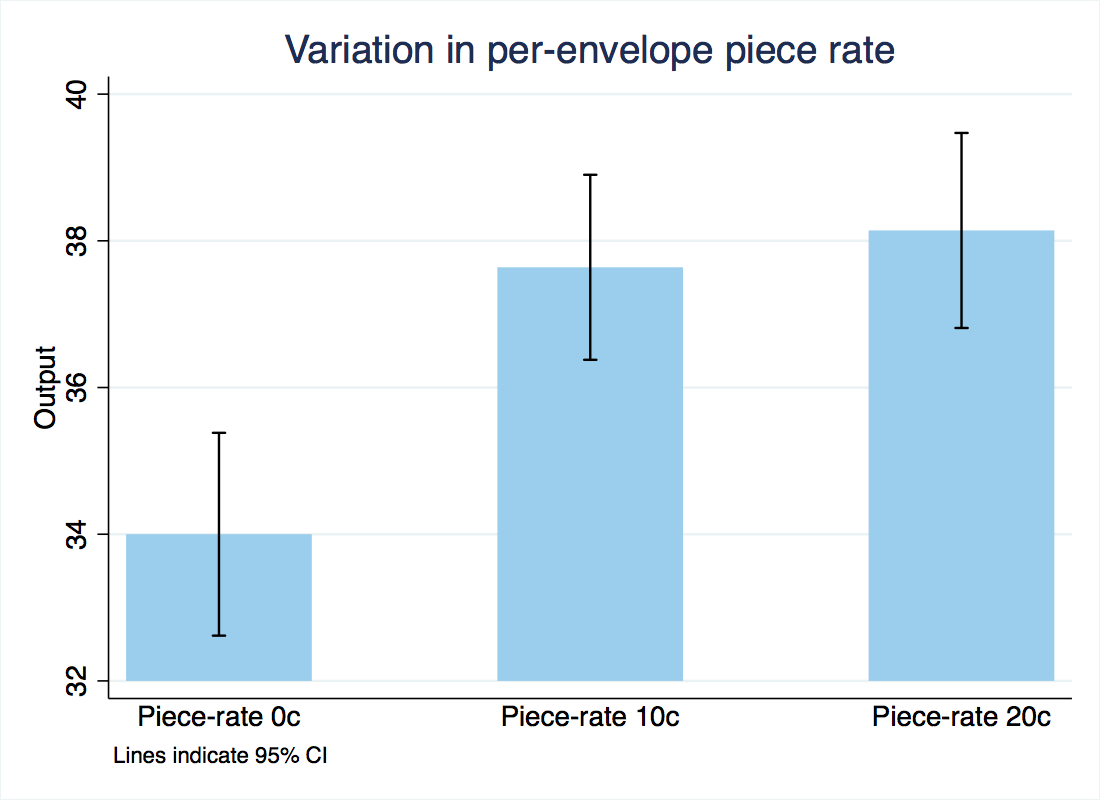 Variation in per-envelope piece rate
Output
40
38
36
34
32
Piece-rate 0c
Piece-rate 10c
Piece-rate 20c
Lines indicate 95% CI